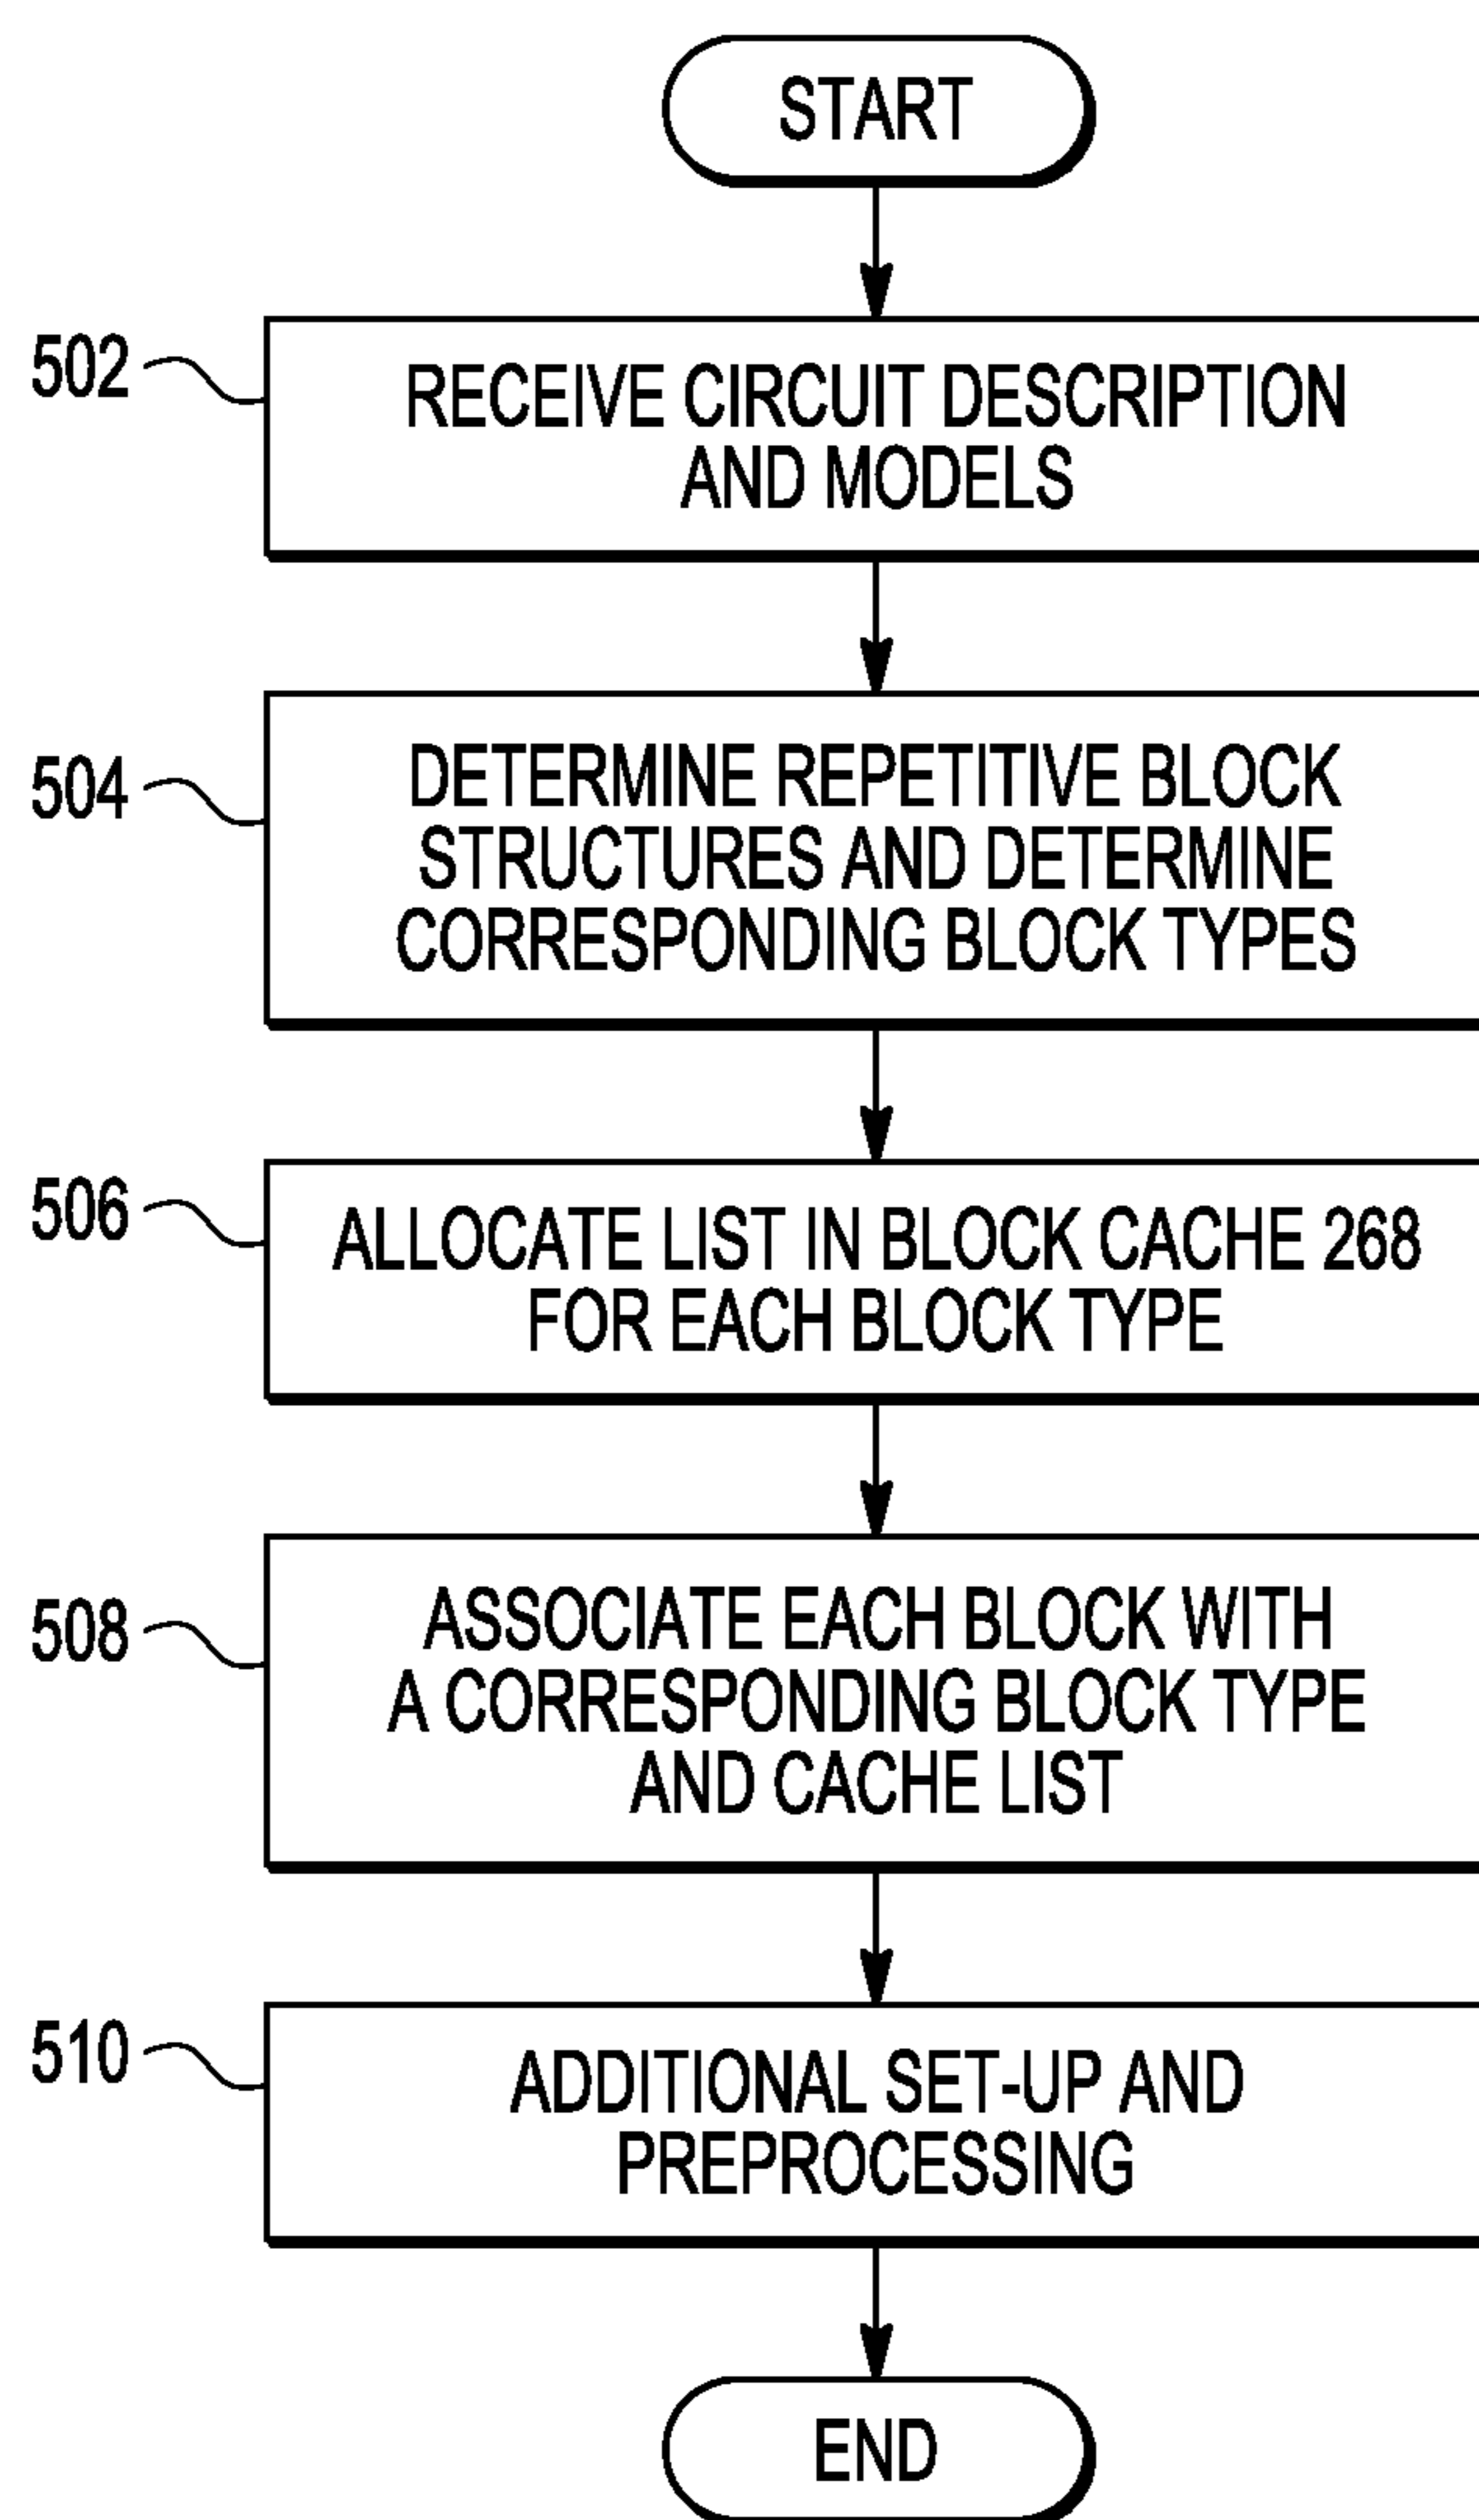 START
502
RECEIVE CIRCUIT DESCRIPTION
AND MODELS
504
DETERMINE REPETITIVE BLOCK
STRUCTURES AND DETERMINE
CORRESPONDING BLOCK TYPES
506
ALLOCATE LIST IN BLOCK CACHE 268
FOR EACH BLOCK TYPE
508
ASSOCIATE EACH BLOCK WITH
A CORRESPONDING BLOCK TYPE
AND CACHE LIST
510
ADDITIONAL SET-UP AND
PREPROCESSING
END